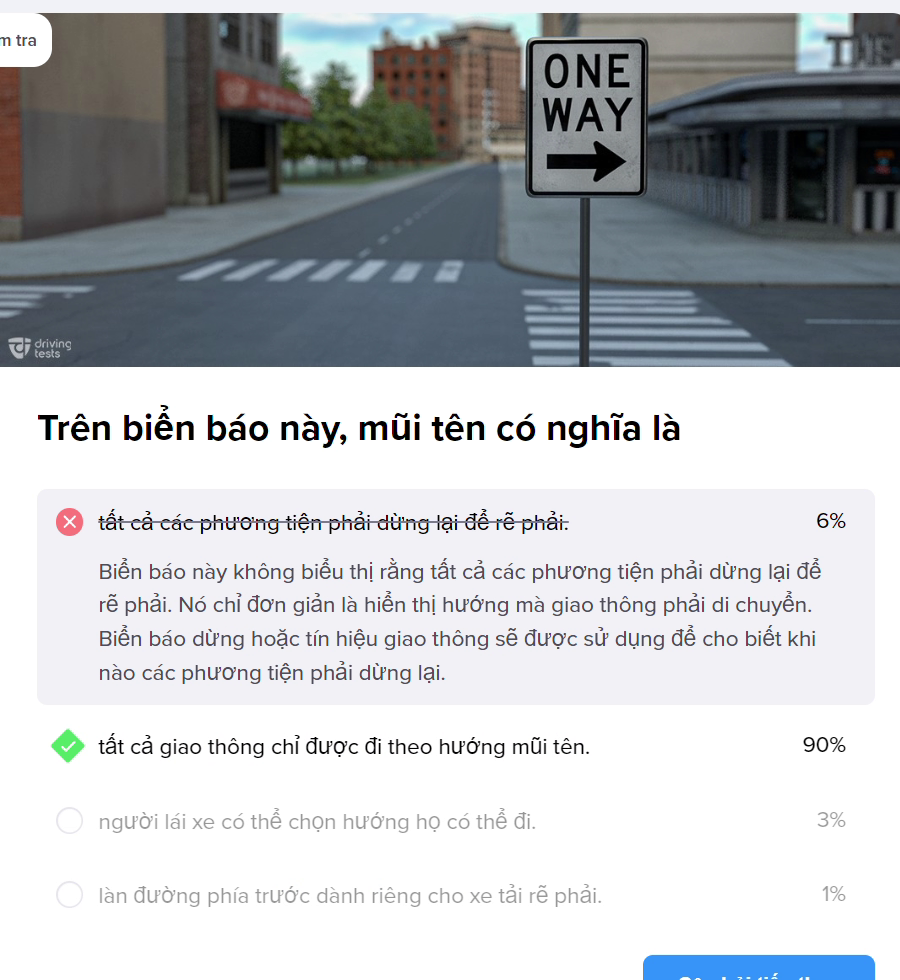 m tra
ONE
WAY
driving
tests
Trên biển báo này, mũi tên có nghĩa là
tất cả các phương tiện phải dừng lại để rẽ phải.
6%
Biển báo này không biểu thị rằng tất cả các phương tiện phải dừng lại để
rẽ phải. Nó chỉ đơn giản là hiển thị hướng mà giao thông phải di chuyển.
Biển báo dừng hoặc tín hiệu giao thông sẽ được sử dụng để cho biết khi
nào các phương tiện phải dừng lại.
tất cả giao thông chỉ được đi theo hướng mũi tên.
90%
người lái xe có thể chọn hướng họ có thể đi.
3%
làn đường phía trước dành riêng cho xe tải rẽ phải.
1%